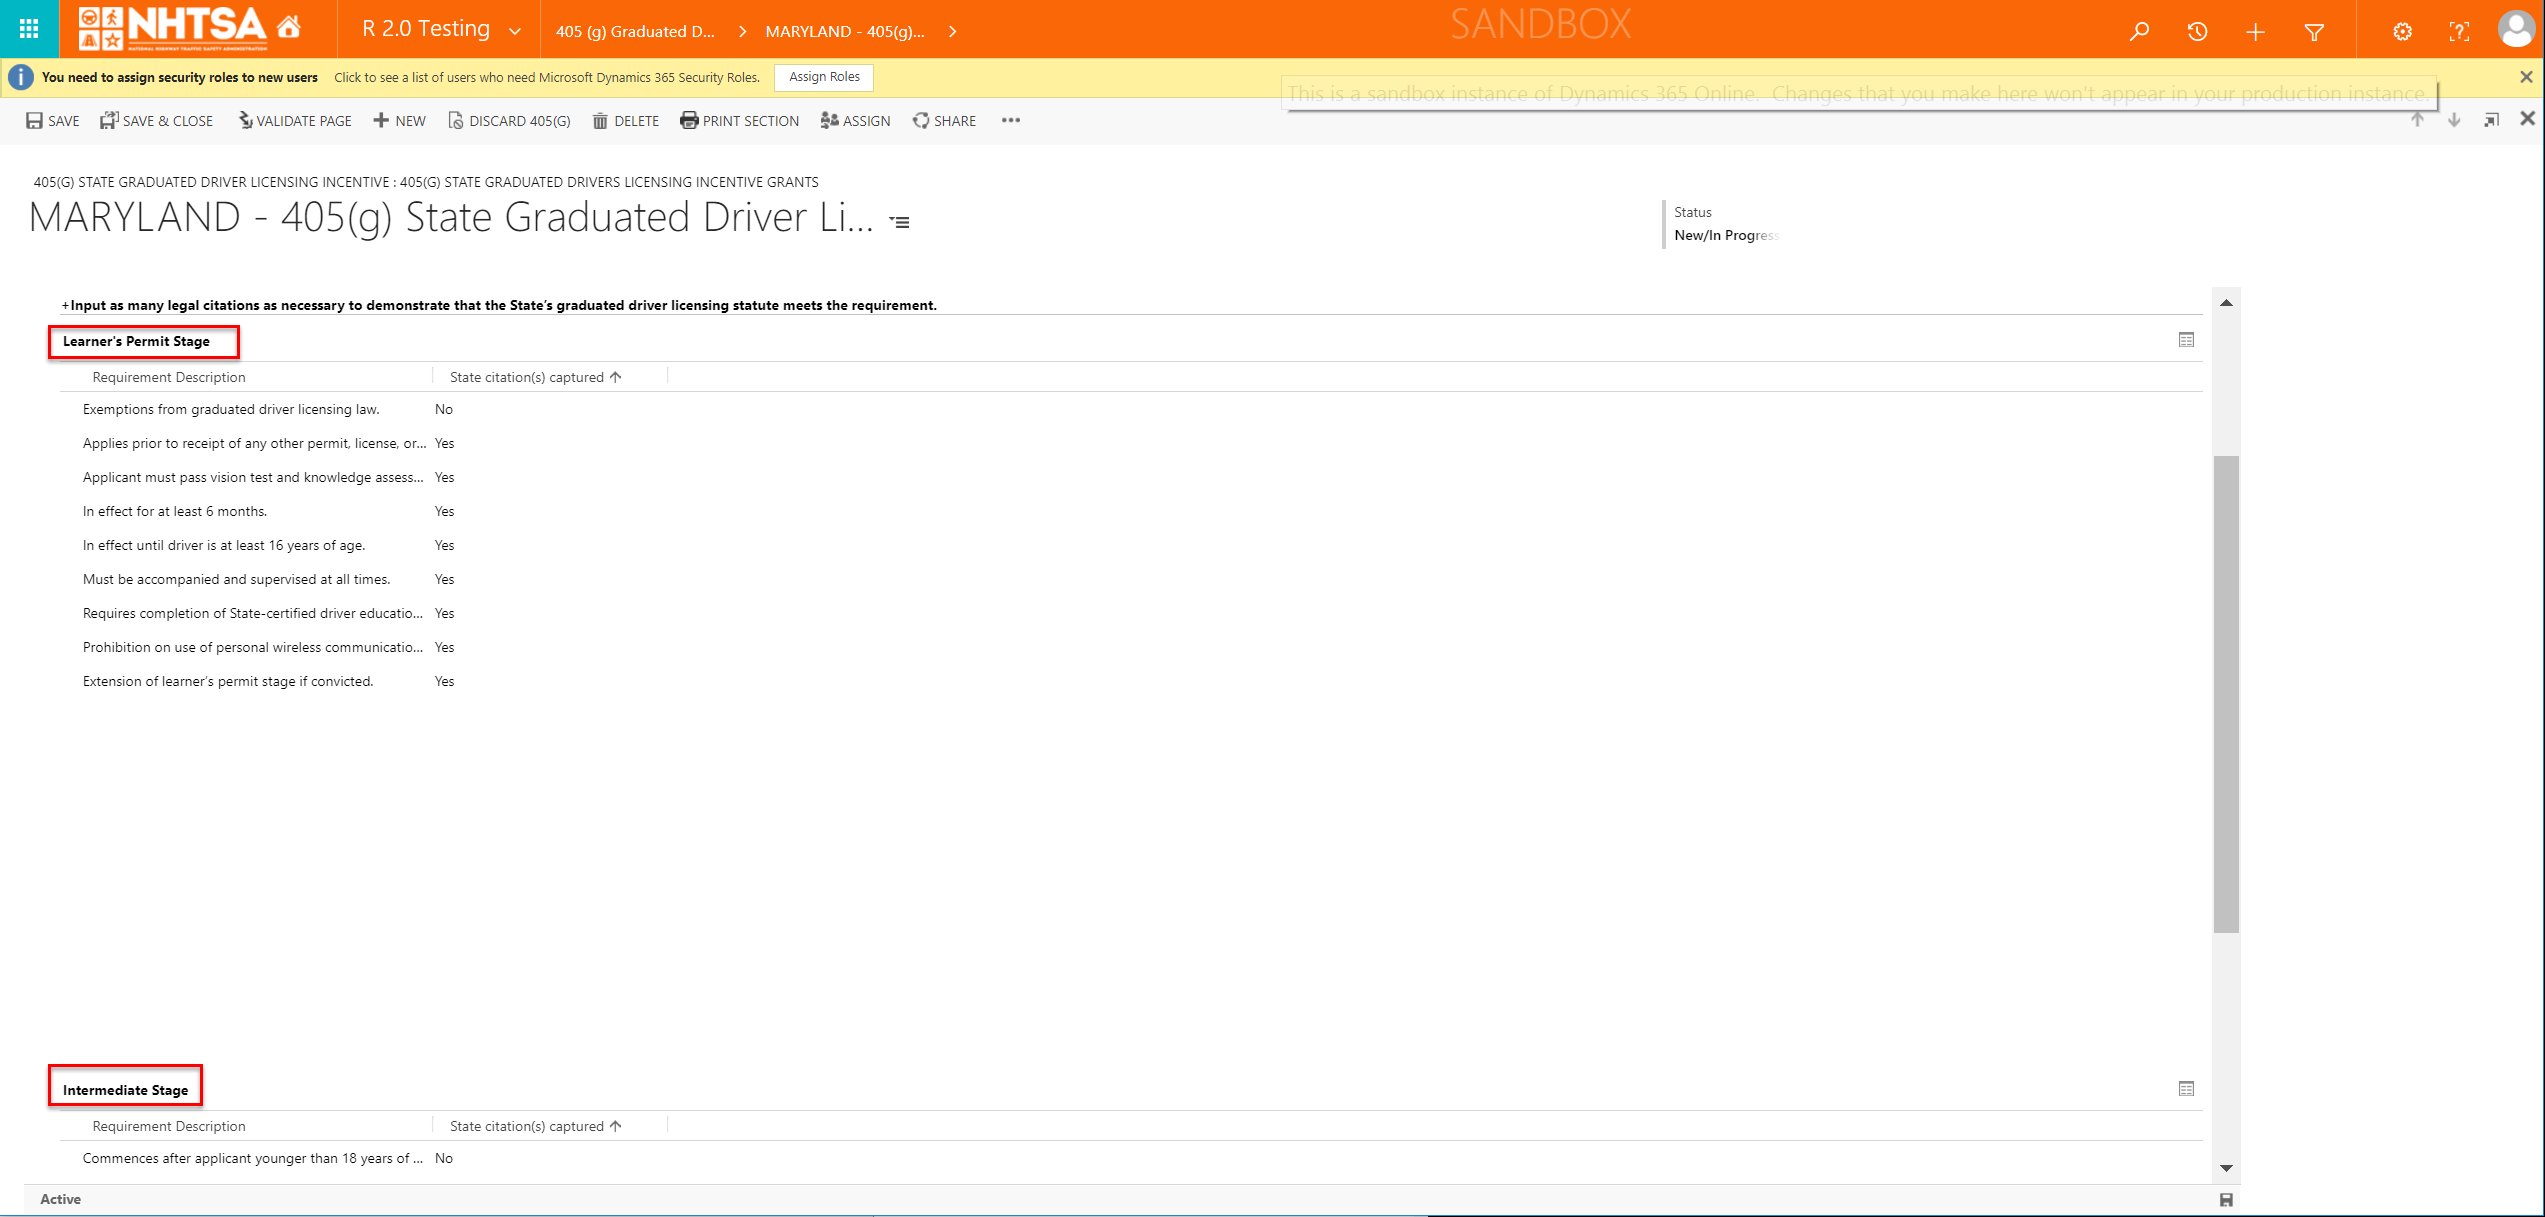 NHTSA
NATIONAL HIGHWAY TRAFFIC SAFETY ADMINISTRATION
R 2.0 Testing
405 (g) Graduated D...
MARYLAND - 405(g)...
SANDBOX
You need to assign security roles to new users Click to see a list of users who need Microsoft Dynamics 365 Security Roles. Assign Roles
This is a sandbox instance of Dynamics 365 Online. Changes that you make here won't appear in your production instance.
SAVE SAVE & CLOSE VALIDATE PAGE NEW DISCARD 405(G) DELETE PRINT SECTION ASSIGN SHARE •••
405(G) STATE GRADUATED DRIVER LICENSING INCENTIVE : 405(G) STATE GRADUATED DRIVERS LICENSING INCENTIVE GRANTS
MARYLAND - 405(g) State Graduated Driver Li...
Status
New/In Progress
+Input as many legal citations as necessary to demonstrate that the State's graduated driver licensing statute meets the requirement.
Learner's Permit Stage
Requirement Description State citation(s) captured ↑
Exemptions from graduated driver licensing law. No
Applies prior to receipt of any other permit, license, or... Yes
Applicant must pass vision test and knowledge assess... Yes
In effect for at least 6 months. Yes
In effect until driver is at least 16 years of age. Yes
Must be accompanied and supervised at all times. Yes
Requires completion of State-certified driver educatio... Yes
Prohibition on use of personal wireless communicatio... Yes
Extension of learner's permit stage if convicted. Yes
Intermediate Stage
Requirement Description State citation(s) captured ↑
Commences after applicant younger than 18 years of ... No
Active